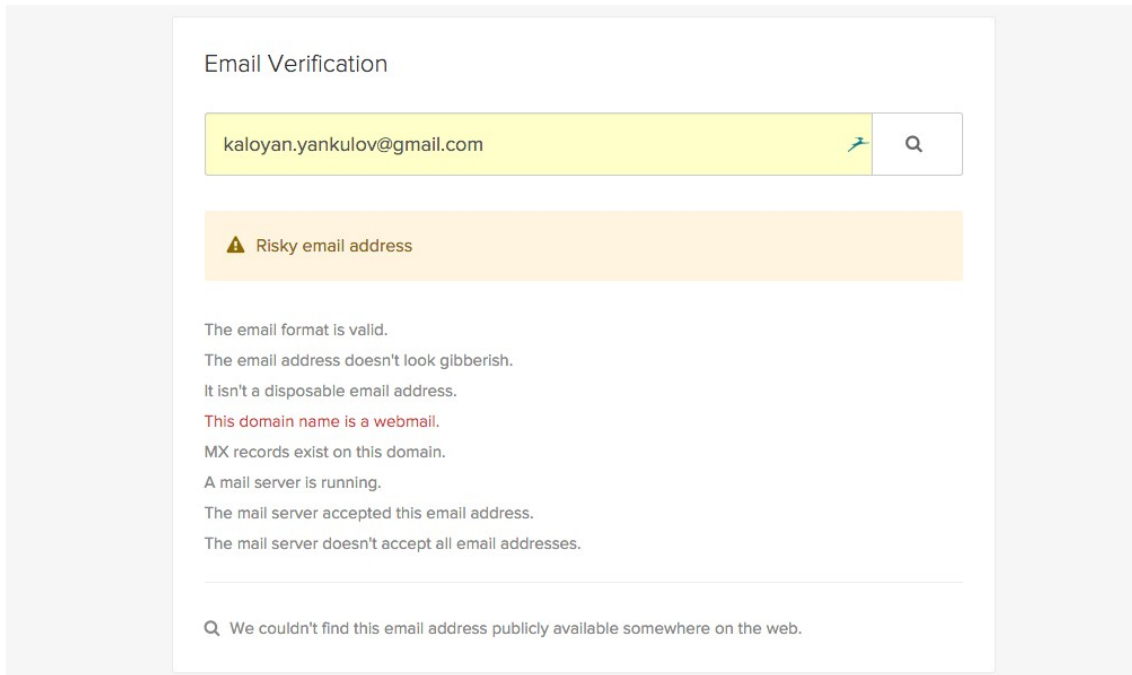 Email Verification
kaloyan.yankulov@gmail.com
Risky email address
The email format is valid.
The email address doesn't look gibberish.
It isn't a disposable email address.
This domain name is a webmail.
MX records exist on this domain.
A mail server is running.
The mail server accepted this email address.
The mail server doesn't accept all email addresses.
We couldn't find this email address publicly available somewhere on the web.